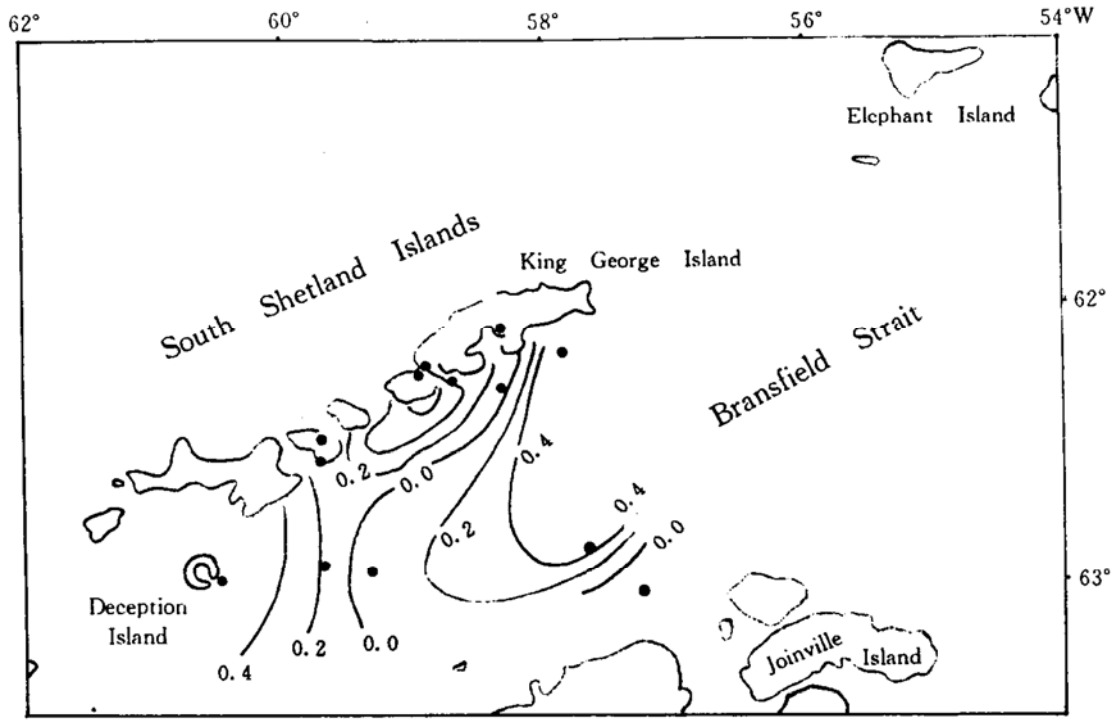 62° 60° 58° 56° 54°W
Elephant Island
King George Island
62°
South Shetland Islands
Bransfield Strait
0.2
0.0
0.4
0.4
0.2
0.0
63°
Deception
Island
0.4
0.2
0.0
Joinville Island